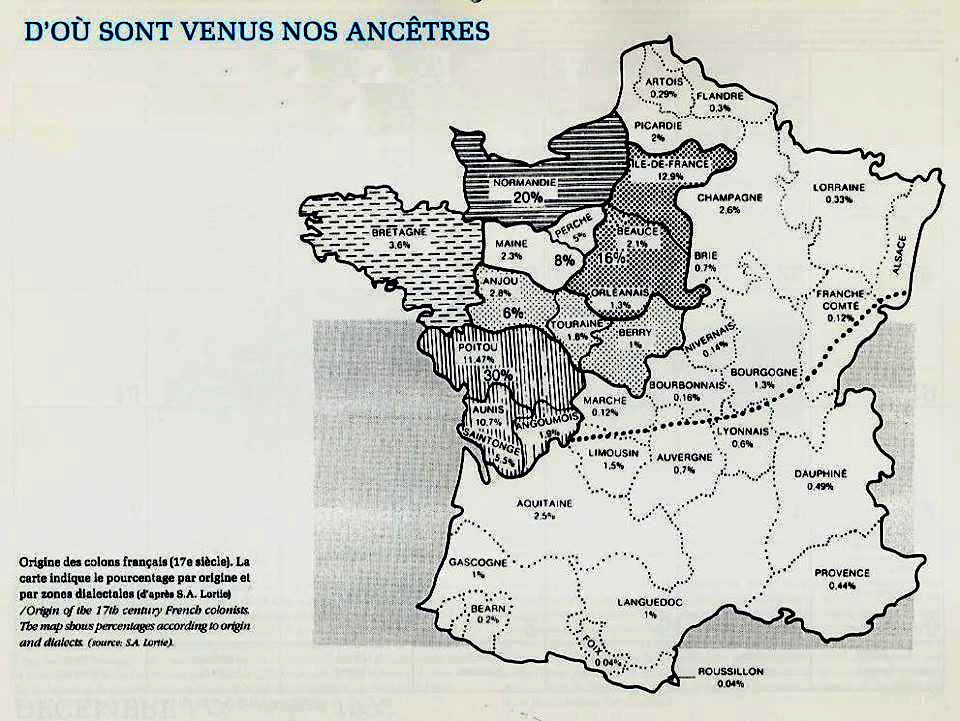 D'OÙ SONT VENUS NOS ANCÊTRES
ARTOIS
0.29%
FLANDRE
0.3%
PICARDIE
2%
ILE-DE-FRANCE
12.9%
NORMANDIE
20%
CHAMPAGNE
2.6%
LORRAINE
0.33%
ALSACE
BRETAGNE
3.6%
MAINE
2.3%
PERCHE
5%
8%
BEAUCE
2.1%
16%
BRIE
0.7%
ORLÉANAIS
1.3%
FRANCHE
COMTÉ
0.12%
ANJOU
2.8%
6%
TOURAINE
1.8%
BERRY
1%
NIVERNAIS
0.14%
BOURGOGNE
1.3%
POITOU
11.47%
30%
BOURBONNAIS
0.16%
MARCHE
0.12%
AUNIS
10.7%
ANGOUMOIS
1.9%
SAINTONGE
5.5%
LYONNAIS
0.6%
LIMOUSIN
1.5%
AUVERGNE
0.7%
DAUPHINÉ
0.49%
AQUITAINE
2.5%
GASCOGNE
1%
BEARN
0.2%
LANGUEDOC
1%
PROVENCE
0.44%
FOIX
0.04%
ROUSSILLON
0.04%
Origine des colons français (17e siècle). La
carte indique le pourcentage par origine et
par zones dialectales (d'après S.A. Lortie)
/Origin of the 17th century French colonists.
The map shows percentages according to origin
and dialects. (source: S.A. Lortie).